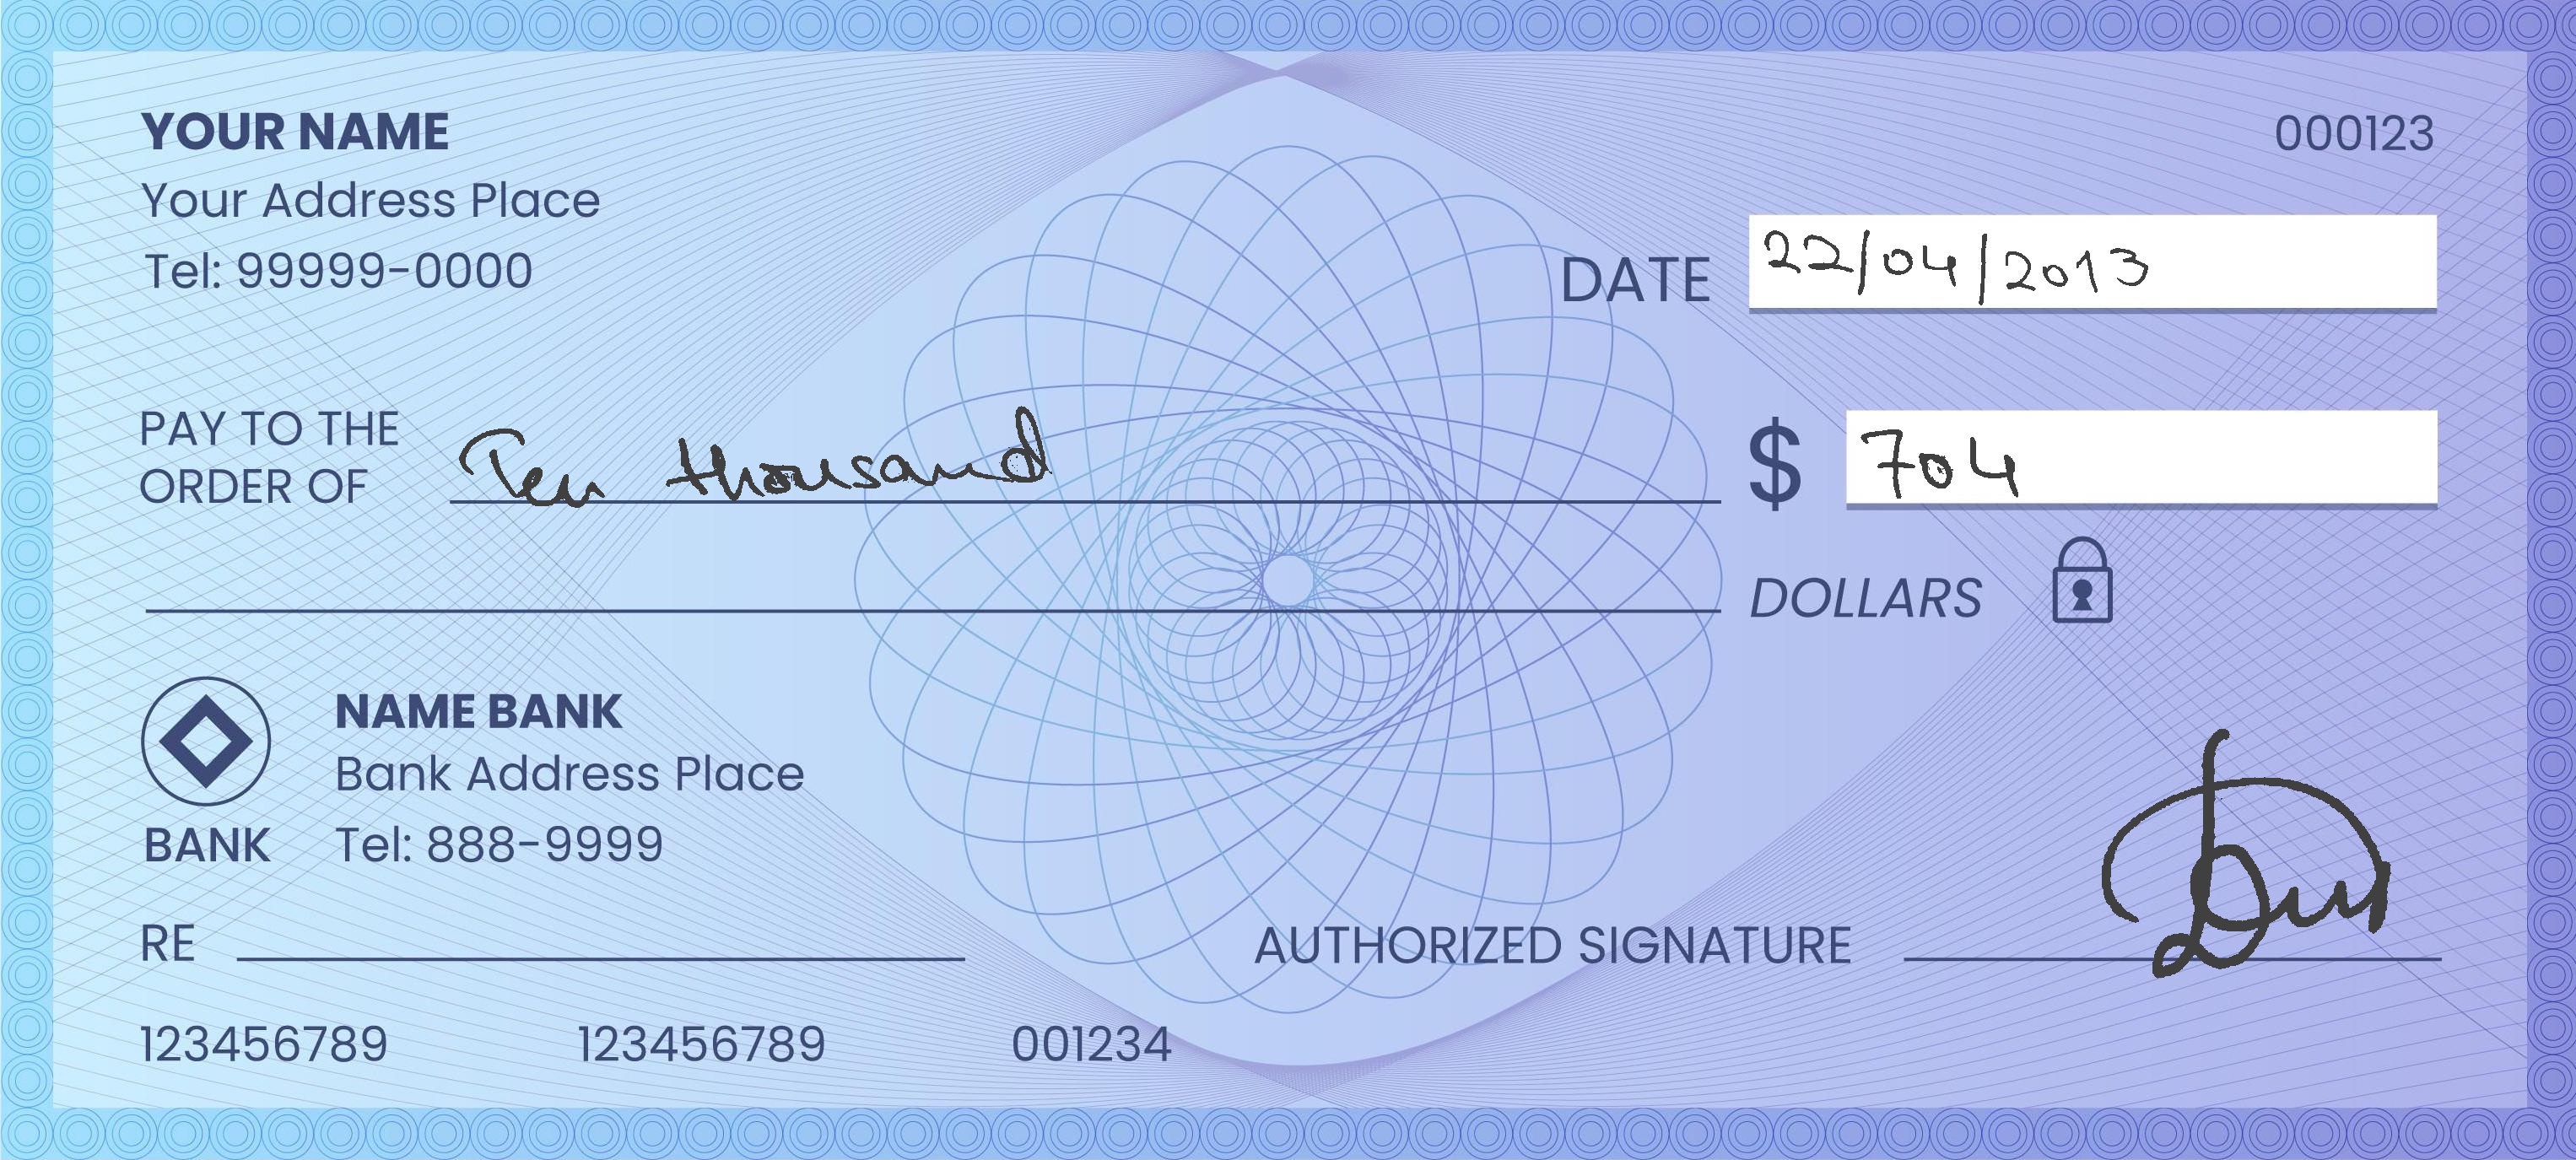 YOUR NAME
000123
Your Address Place
Tel: 99999-0000
DATE 22/04/2013
PAY TO THE
ORDER OF Ten thousand
$ 704
DOLLARS
NAME BANK
Bank Address Place
BANK Tel: 888-9999
RE
AUTHORIZED SIGNATURE
123456789 123456789 001234